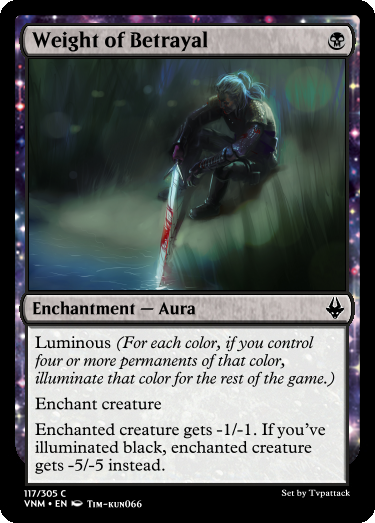 Weight of Betrayal
Enchantment — Aura
Luminous (For each color, if you control
four or more permanents of that color,
illuminate that color for the rest of the game.)
Enchant creature
Enchanted creature gets -1/-1. If you’ve
illuminated black, enchanted creature
gets -5/-5 instead.
117/305 C
Set by Tvpattack
VNM • EN Tim-kun066